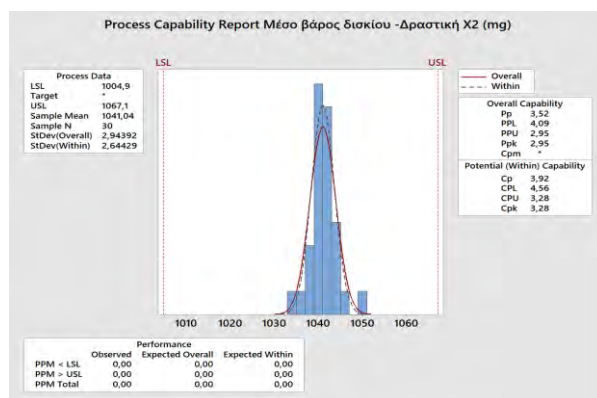 Process Capability Report Μέσο βάρος δισκίου -Δραστική X2 (mg)
LSL
USL
Process Data
LSL 1004,9
Target *
USL 1067,1
Sample Mean 1041,04
Sample N 30
StDev(Overall) 2,94392
StDev(Within) 2,64429
Overall
Within
Overall Capability
Pp 3,52
PPL 4,09
PPU 2,95
Ppk 2,95
Cpm *
Potential (Within) Capability
Cp 3,92
CPL 4,56
CPU 3,28
Cpk 3,28
1010 1020 1030 1040 1050 1060
Performance
Observed Expected Overall Expected Within
PPM < LSL 0,00 0,00 0,00
PPM > USL 0,00 0,00 0,00
PPM Total 0,00 0,00 0,00